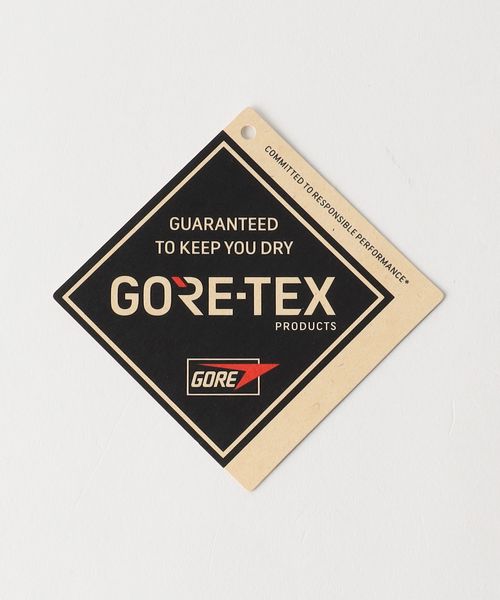 COMMITTED TO RESPONSIBLE PERFORMANCE*
GUARANTEED
TO KEEP YOU DRY
GORE-TEX
PRODUCTS
GORE